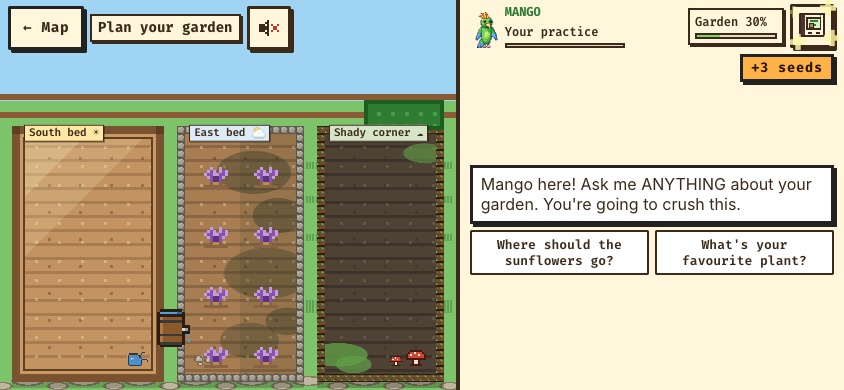 ← Map
Plan your garden
South bed ☀
East bed ⛅
Shady corner ☁
MANGO
Your practice
Garden 30%
+3 seeds
Mango here! Ask me ANYTHING about your
garden. You're going to crush this.
Where should the
sunflowers go?
What's your
favourite plant?